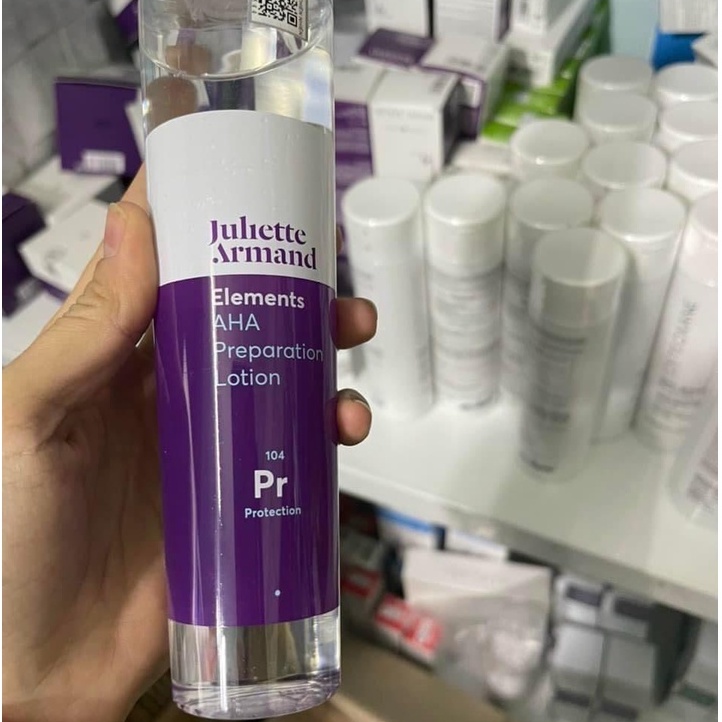 Juliette
Armand
Elements
AHA
Preparation
Lotion
104
Pr
Protection